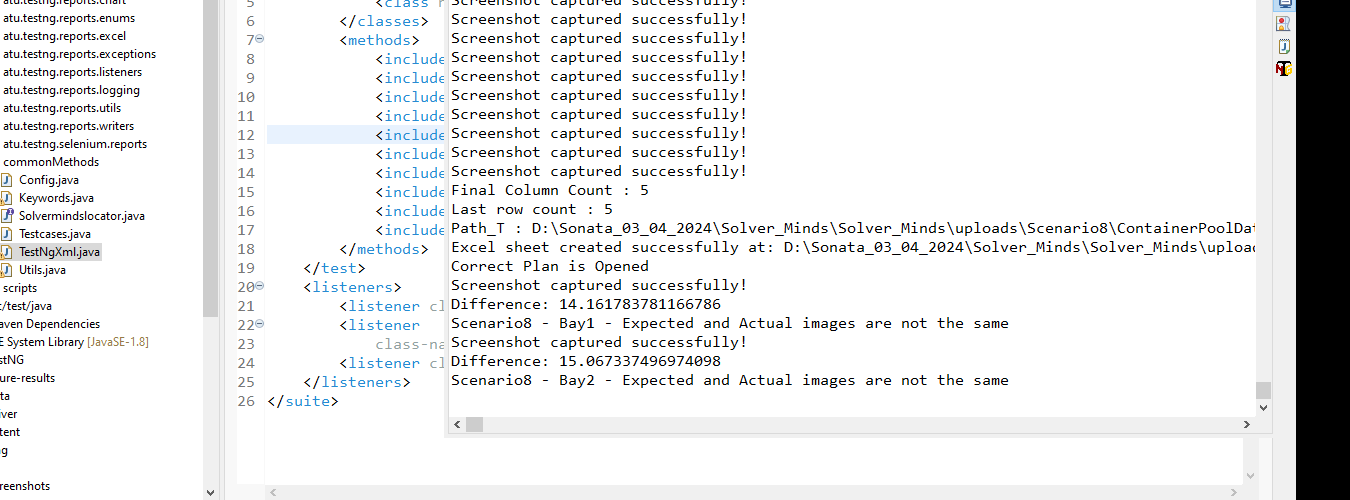 atu.testng.reports.chart
atu.testng.reports.enums
atu.testng.reports.excel
atu.testng.reports.exceptions
atu.testng.reports.listeners
atu.testng.reports.logging
atu.testng.reports.utils
atu.testng.reports.writers
atu.testng.selenium.reports
commonMethods
Config.java
Keywords.java
Solvermindslocator.java
Testcases.java
TestNgXml.java
Utils.java
scripts
/test/java
aven Dependencies
E System Library [JavaSE-1.8]
stNG
ure-results
ta
iver
tent
g
reenshots
5 <class n
6 </classes>
7 <methods>
8 <include
9 <include
10 <include
11 <include
12 <include
13 <include
14 <include
15 <include
16 <include
17 <include
18 </methods>
19 </test>
20 <listeners>
21 <listener cl
22 <listener
23 class-na
24 <listener cl
25 </listeners>
26 </suite>
Screenshot captured successfully!
Screenshot captured successfully!
Screenshot captured successfully!
Screenshot captured successfully!
Screenshot captured successfully!
Screenshot captured successfully!
Screenshot captured successfully!
Screenshot captured successfully!
Screenshot captured successfully!
Screenshot captured successfully!
Final Column Count : 5
Last row count : 5
Path_T : D:\Sonata_03_04_2024\Solver_Minds\Solver_Minds\uploads\Scenario8\ContainerPoolDat
Excel sheet created successfully at: D:\Sonata_03_04_2024\Solver_Minds\Solver_Minds\uploa
Correct Plan is Opened
Screenshot captured successfully!
Difference: 14.161783781166786
Scenario8 - Bay1 - Expected and Actual images are not the same
Screenshot captured successfully!
Difference: 15.067337496974098
Scenario8 - Bay2 - Expected and Actual images are not the same